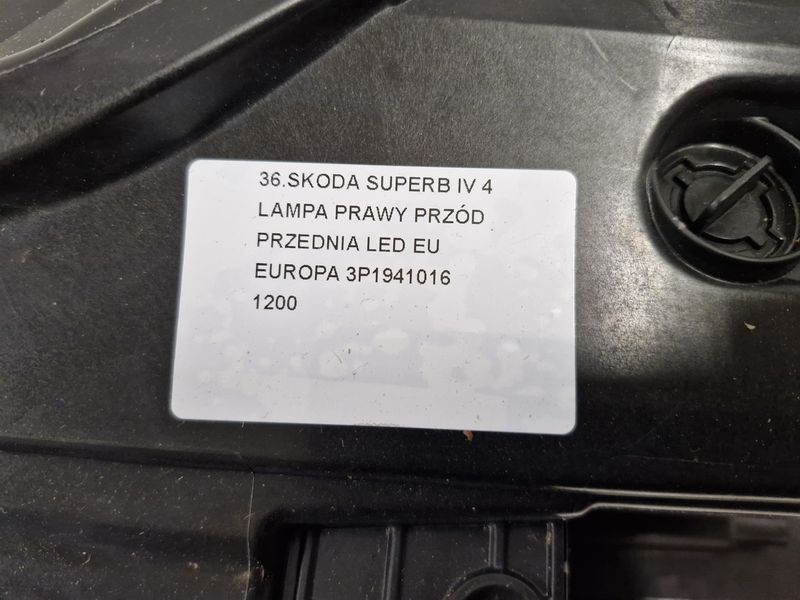 36.SKODA SUPERB IV 4
LAMPA PRAWY PRZÓD
PRZEDNIA LED EU
EUROPA 3P1941016
1200